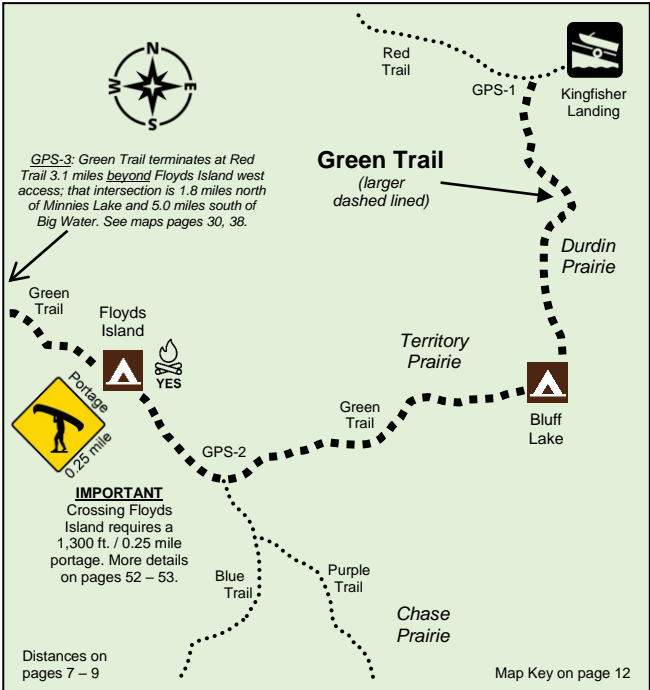 Red
Trail
GPS-1
Kingfisher
Landing
N
W
E
S
GPS-3: Green Trail terminates at Red
Trail 3.1 miles beyond Floyds Island west
access; that intersection is 1.8 miles north
of Minnies Lake and 5.0 miles south of
Big Water. See maps pages 30, 38.
Green Trail
(larger
dashed lined)
Durdin
Prairie
Green
Trail
Floyds
Island
YES
Territory
Prairie
Portage
0.25 mile
Green
Trail
Bluff
Lake
GPS-2
IMPORTANT
Crossing Floyds
Island requires a
1,300 ft. / 0.25 mile
portage. More details
on pages 52 – 53.
Blue
Trail
Purple
Trail
Chase
Prairie
Distances on
pages 7 – 9
Map Key on page 12